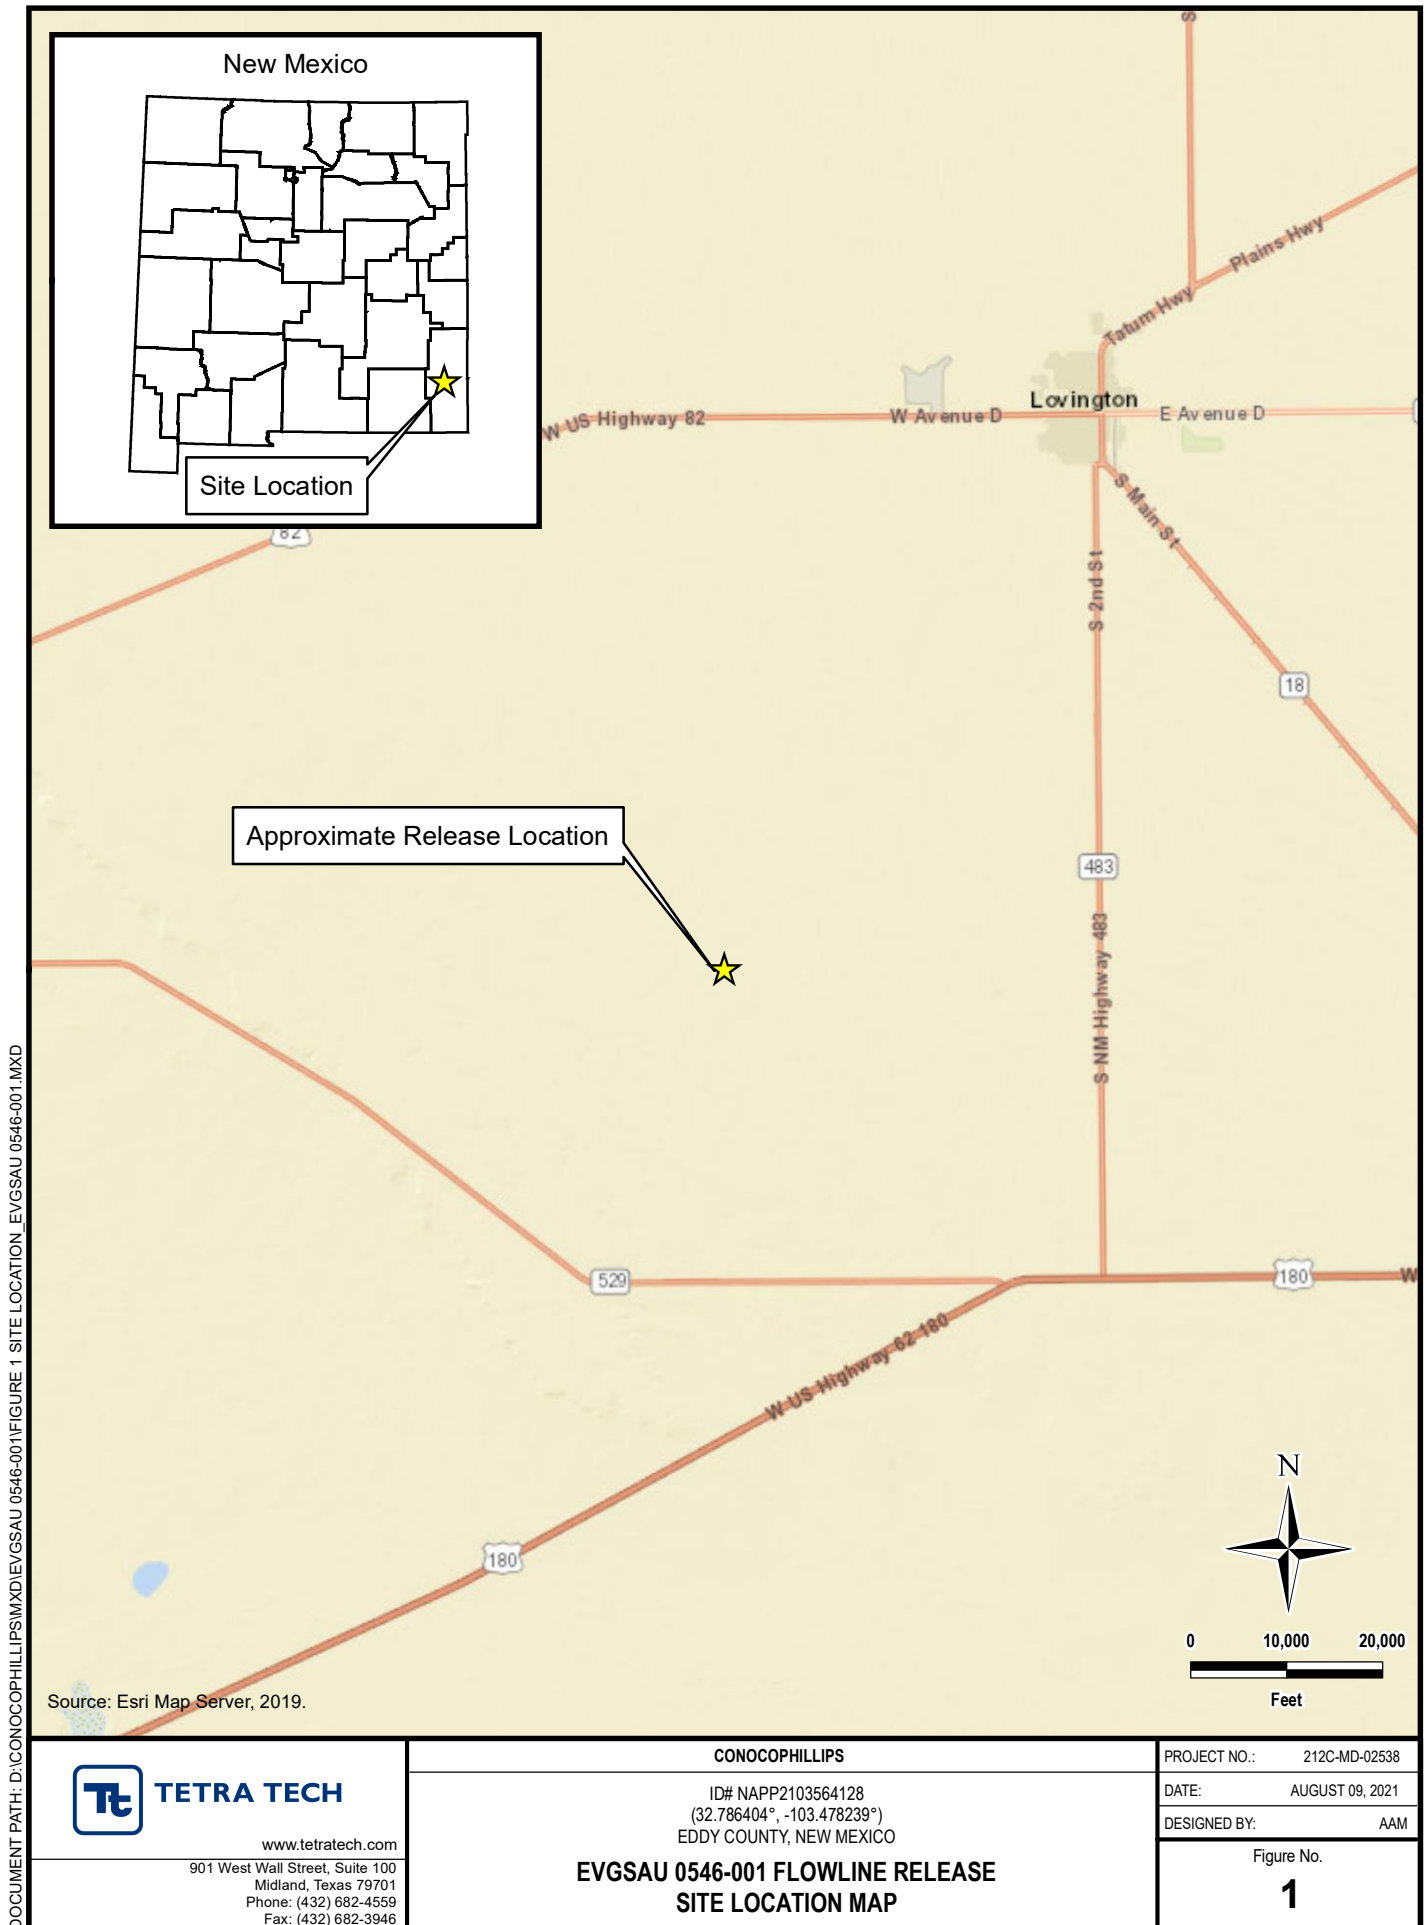 New Mexico
Site Location
S
Plains Hwy
Tatum Hwy
Lovington
W US Highway 82
W Avenue D
E Avenue D
82
S Main St
S 2nd St
18
Approximate Release Location
483
S NM Highway 483
529
180
W
W US Highway 62 180
180
N
0 10,000 20,000
Feet
Source: Esri Map Server, 2019.
DOCUMENT PATH: D:\CONOCOPHILLIPS\MXD\EVGSAU 0546-001\FIGURE 1 SITE LOCATION_EVGSAU 0546-001.MXD
Tt TETRA TECH
www.tetratech.com
901 West Wall Street, Suite 100
Midland, Texas 79701
Phone: (432) 682-4559
Fax: (432) 682-3946
CONOCOPHILLIPS
ID# NAPP2103564128
(32.786404°, -103.478239°)
EDDY COUNTY, NEW MEXICO
EVGSAU 0546-001 FLOWLINE RELEASE
SITE LOCATION MAP
PROJECT NO.: 212C-MD-02538
DATE: AUGUST 09, 2021
DESIGNED BY: AAM
Figure No.
1